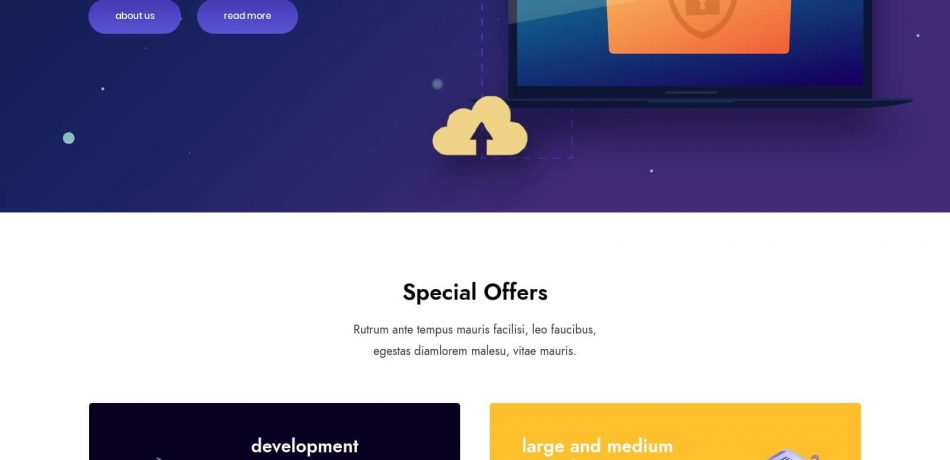 about us
read more
Special Offers
Rutrum ante tempus mauris facilisi, leo faucibus,
egestas diamlorem malesu, vitae mauris.
development
large and medium